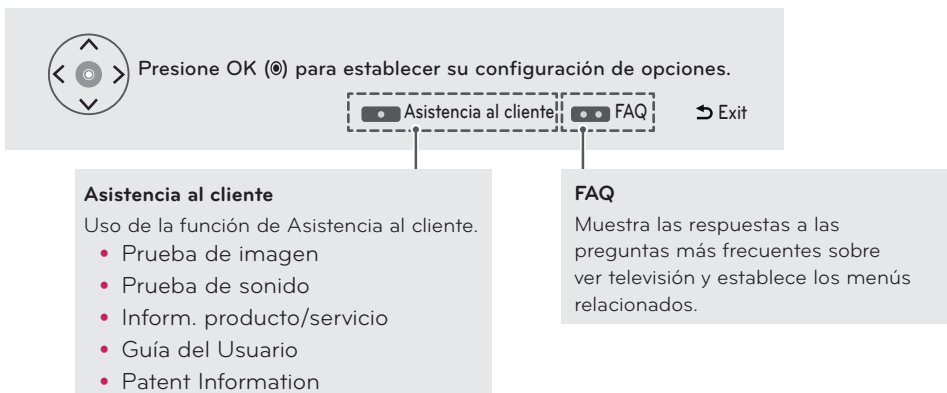 Presione OK (◉) para establecer su configuración de opciones.
Asistencia al cliente FAQ Exit
Asistencia al cliente
Uso de la función de Asistencia al cliente.
• Prueba de imagen
• Prueba de sonido
• Inform. producto/servicio
• Guía del Usuario
• Patent Information
FAQ
Muestra las respuestas a las
preguntas más frecuentes sobre
ver televisión y establece los menús
relacionados.